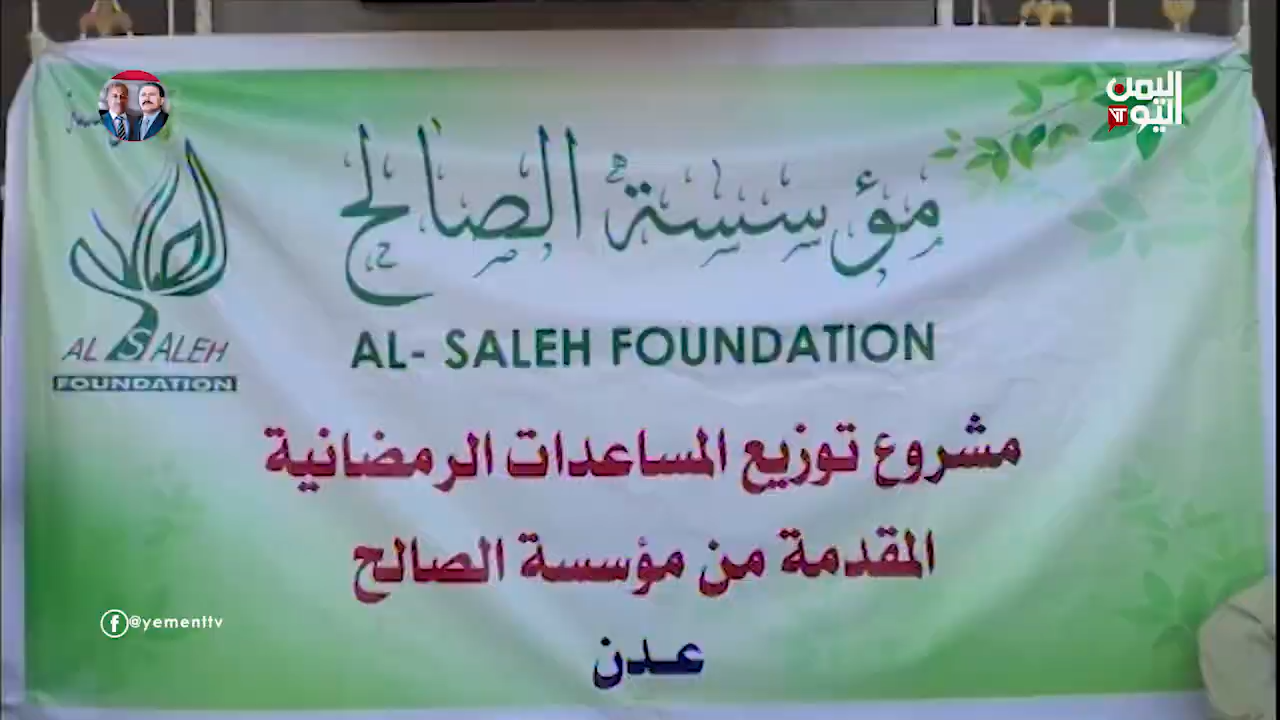 اليمن
اليوم
مؤسسة الصالح
AL- SALEH FOUNDATION
AL SALEH
FOUNDATION
مشروع توزيع المساعدات الرمضانية
المقدمة من مؤسسة الصالح
عدن
@yementtv